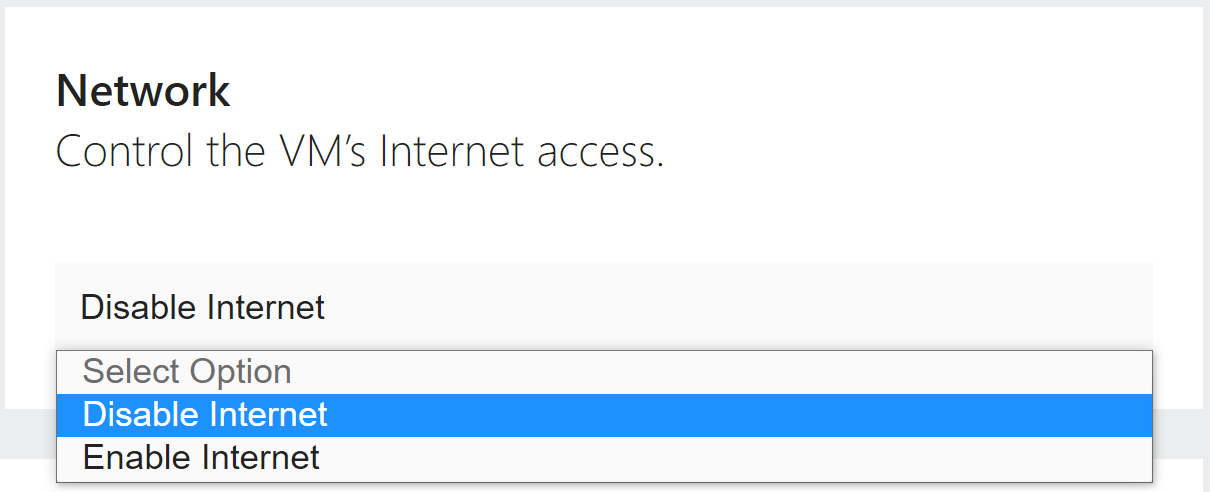 Network
Control the VM’s Internet access.
Disable Internet
Select Option
Disable Internet
Enable Internet